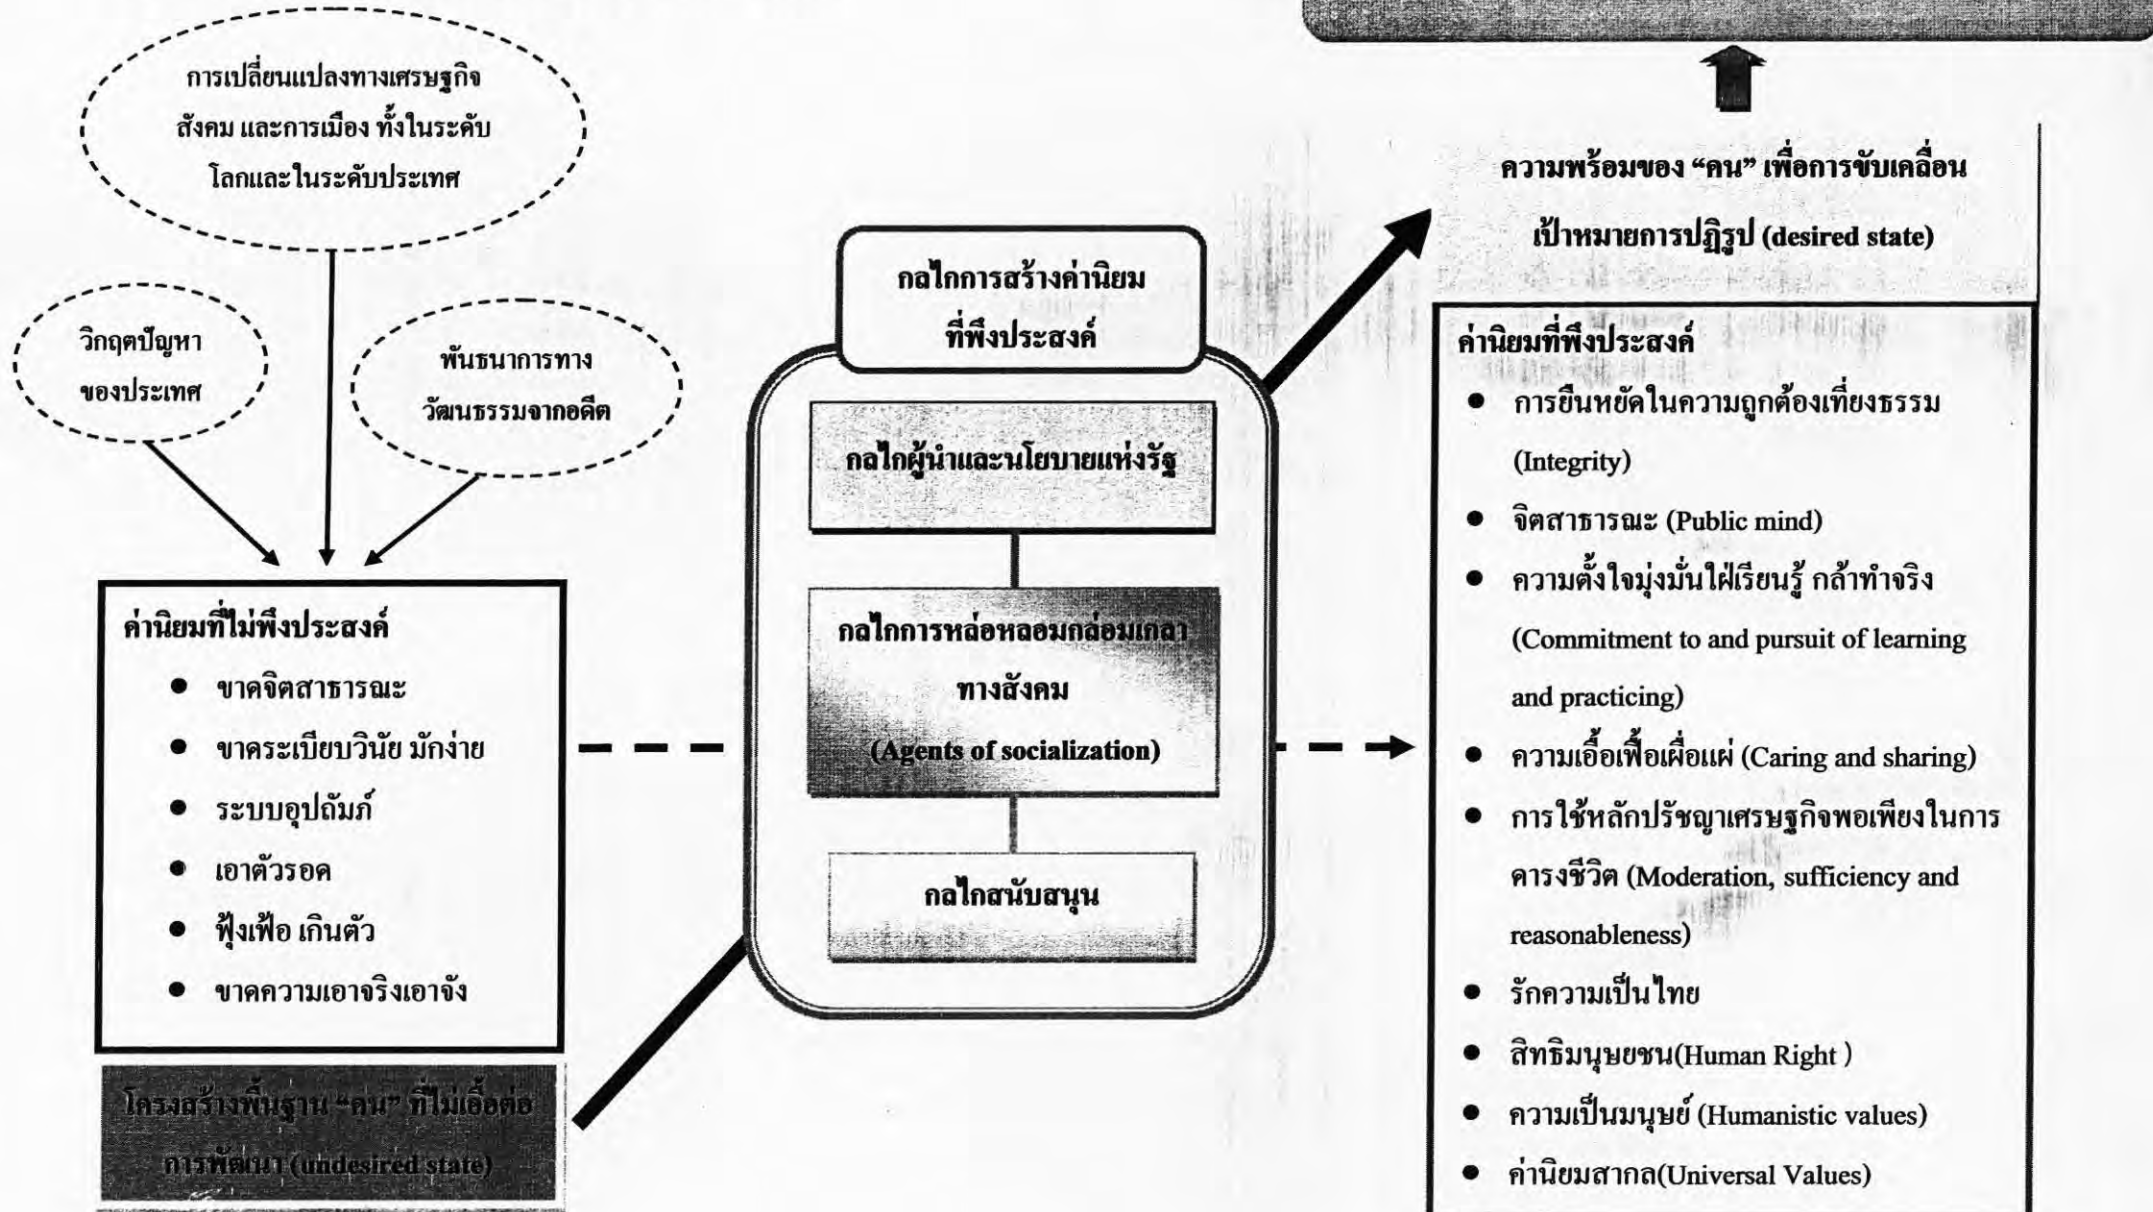 การเปลี่ยนแปลงทางเศรษฐกิจ
สังคม และการเมือง ทั้งในระดับ
โลกและในระดับประเทศ
วิกฤตปัญหา
ของประเทศ
พันธนาการทาง
วัฒนธรรมจากอดีต
ค่านิยมที่ไม่พึงประสงค์
● ขาดจิตสาธารณะ
● ขาดระเบียบวินัย มักง่าย
● ระบบอุปถัมภ์
● เอาตัวรอด
● ฟุ้งเฟ้อ เกินตัว
● ขาดความเอาจริงเอาจัง
โครงสร้างพื้นฐาน “คน” ที่ไม่เอื้อต่อ
การพัฒนา (undesired state)
กลไกการสร้างค่านิยม
ที่พึงประสงค์
กลไกผู้นำและนโยบายแห่งรัฐ
กลไกการหล่อหลอมกล่อมเกลา
ทางสังคม
(Agents of socialization)
กลไกสนับสนุน
ความพร้อมของ “คน” เพื่อการขับเคลื่อน
เป้าหมายการปฏิรูป (desired state)
ค่านิยมที่พึงประสงค์
● การยืนหยัดในความถูกต้องเที่ยงธรรม
(Integrity)
● จิตสาธารณะ (Public mind)
● ความตั้งใจมุ่งมั่นใฝ่เรียนรู้ กล้าทำจริง
(Commitment to and pursuit of learning
and practicing)
● ความเอื้อเฟื้อเผื่อแผ่ (Caring and sharing)
● การใช้หลักปรัชญาเศรษฐกิจพอเพียงในการ
ดารงชีวิต (Moderation, sufficiency and
reasonableness)
● รักความเป็นไทย
● สิทธิมนุษยชน(Human Right )
● ความเป็นมนุษย์ (Humanistic values)
● ค่านิยมสากล(Universal Values)